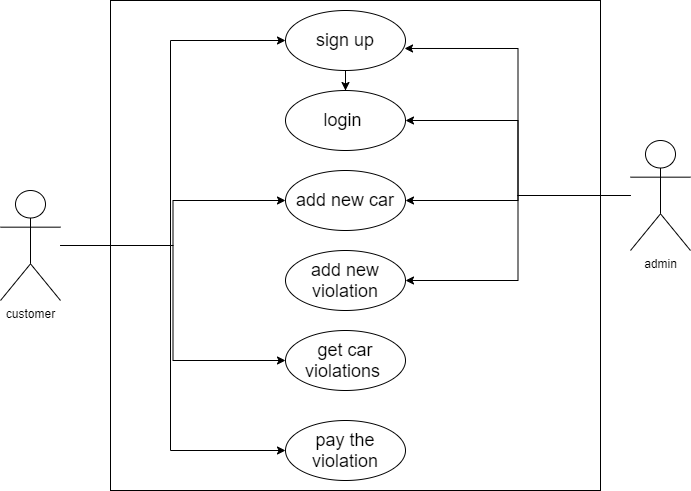 sign up
login
add new car
add new
violation
get car
violations
pay the
violation
customer
admin